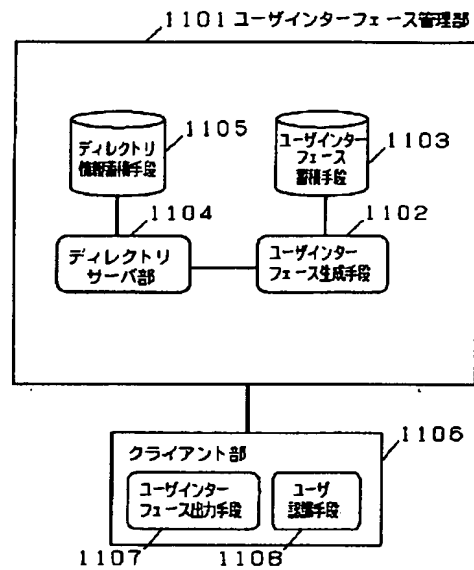 1101 ユーザインターフェース管理部
ディレクトリ
情報蓄積手段
1105
ユーザインター
フェース
蓄積手段
1103
1104
1102
ディレクトリ
サーバ部
ユーザインター
フェース生成手段
1106
クライアント部
ユーザインター
フェース出力手段
ユーザ
認識手段
1107
1108